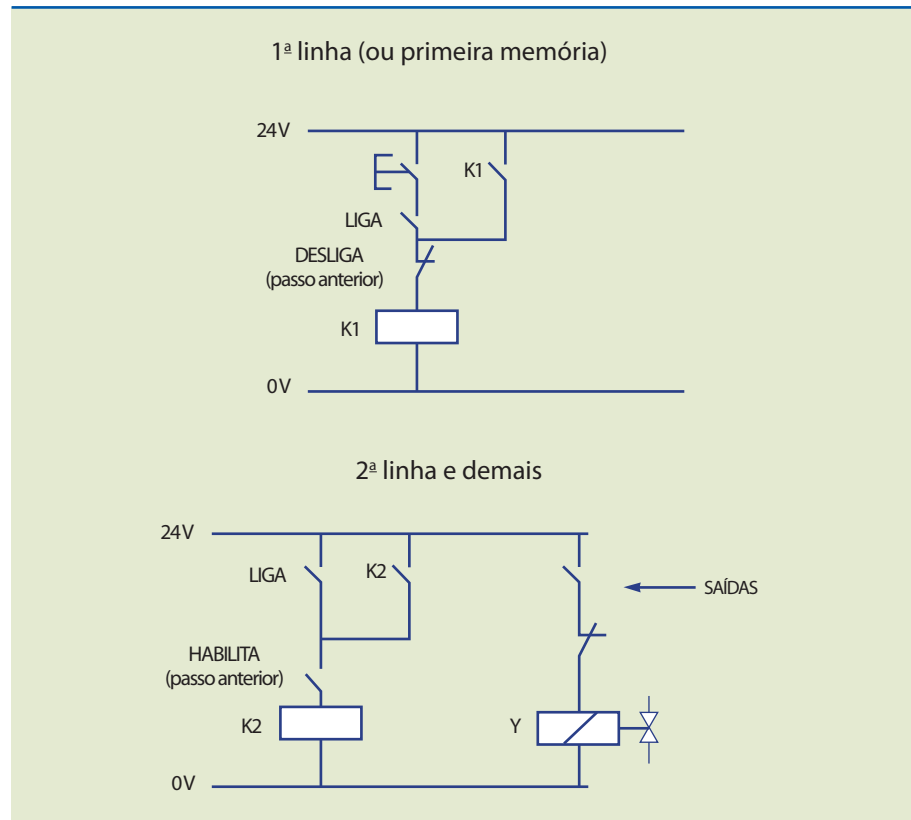 1ª linha (ou primeira memória)
24V
K1
LIGA
DESLIGA
(passo anterior)
K1
0V
2ª linha e demais
24V
LIGA
K2
SAÍDAS
HABILITA
(passo anterior)
K2
Y
0V